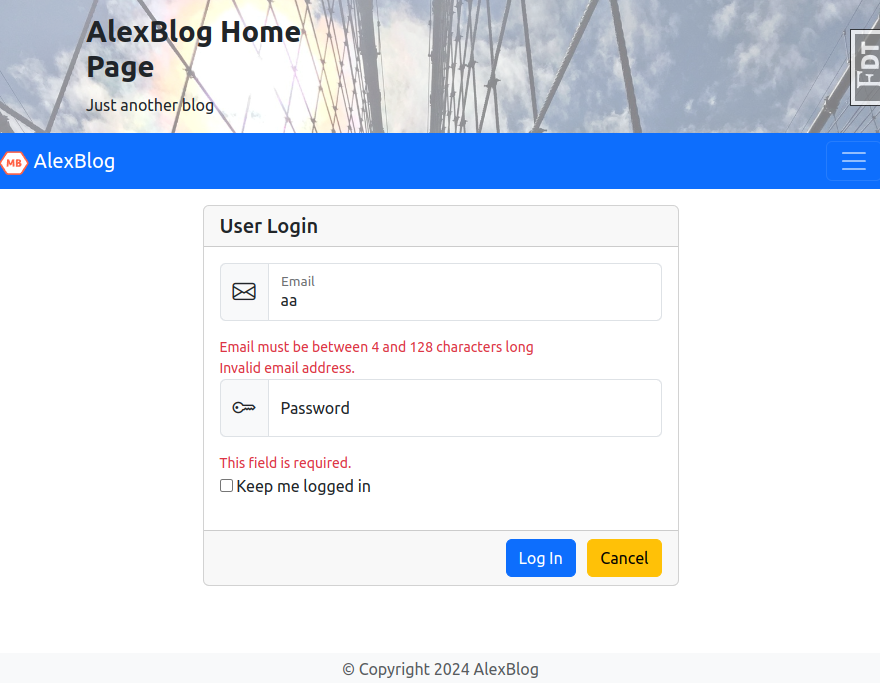 AlexBlog Home
Page
Just another blog
FDT
MB AlexBlog
User Login
Email
aa
Email must be between 4 and 128 characters long
Invalid email address.
Password
This field is required.
Keep me logged in
Log In Cancel
© Copyright 2024 AlexBlog